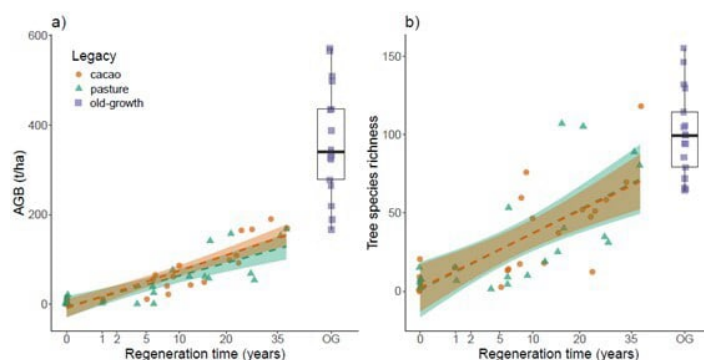 a)
AGB (t/ha)
600
400
200
0
Legacy
cacao
pasture
old-growth
0 1 2 5 10 20 35 OG
Regeneration time (years)
b)
Tree species richness
150
100
50
0
0 1 2 5 10 20 35 OG
Regeneration time (years)